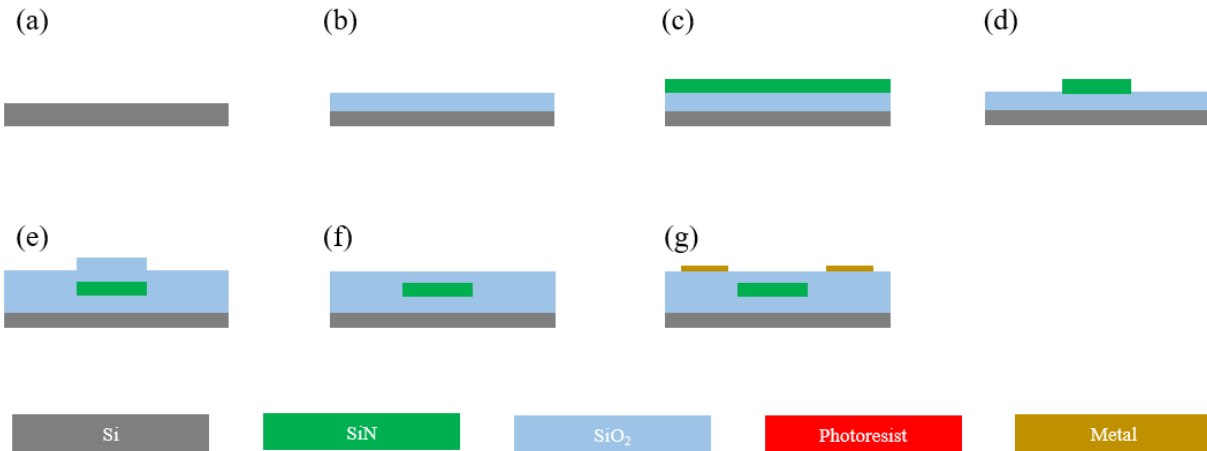 (a)
(b)
(c)
(d)
(e)
(f)
(g)
Si
SiN
SiO₂
Photoresist
Metal